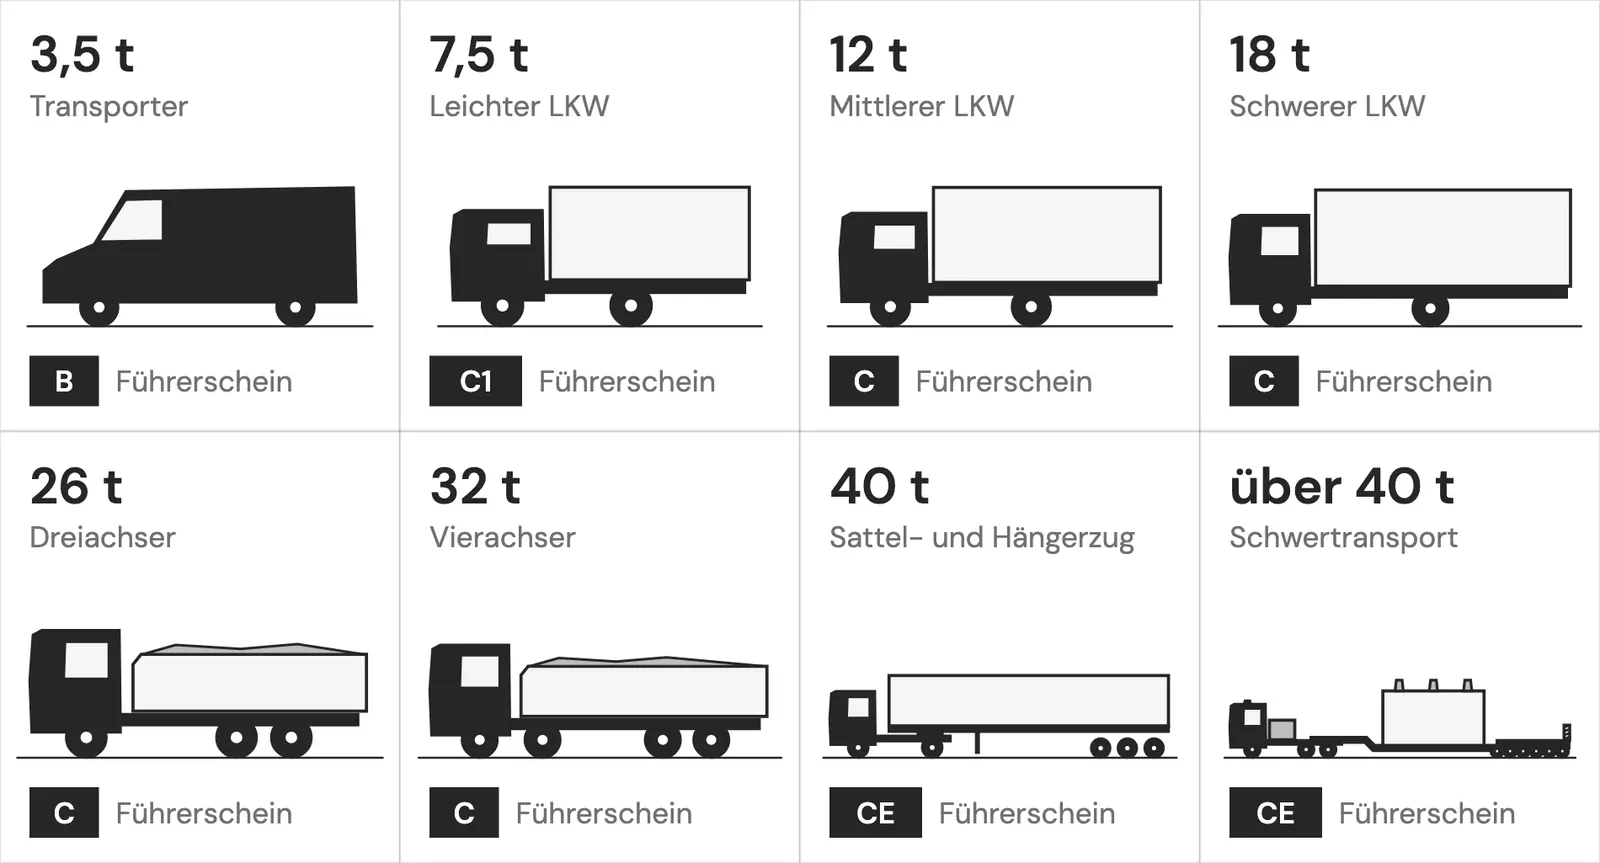 3,5 t
Transporter
B Führerschein
7,5 t
Leichter LKW
C1 Führerschein
12 t
Mittlerer LKW
C Führerschein
18 t
Schwerer LKW
C Führerschein
26 t
Dreiachser
C Führerschein
32 t
Vierachser
C Führerschein
40 t
Sattel- und Hängerzug
CE Führerschein
über 40 t
Schwertransport
CE Führerschein